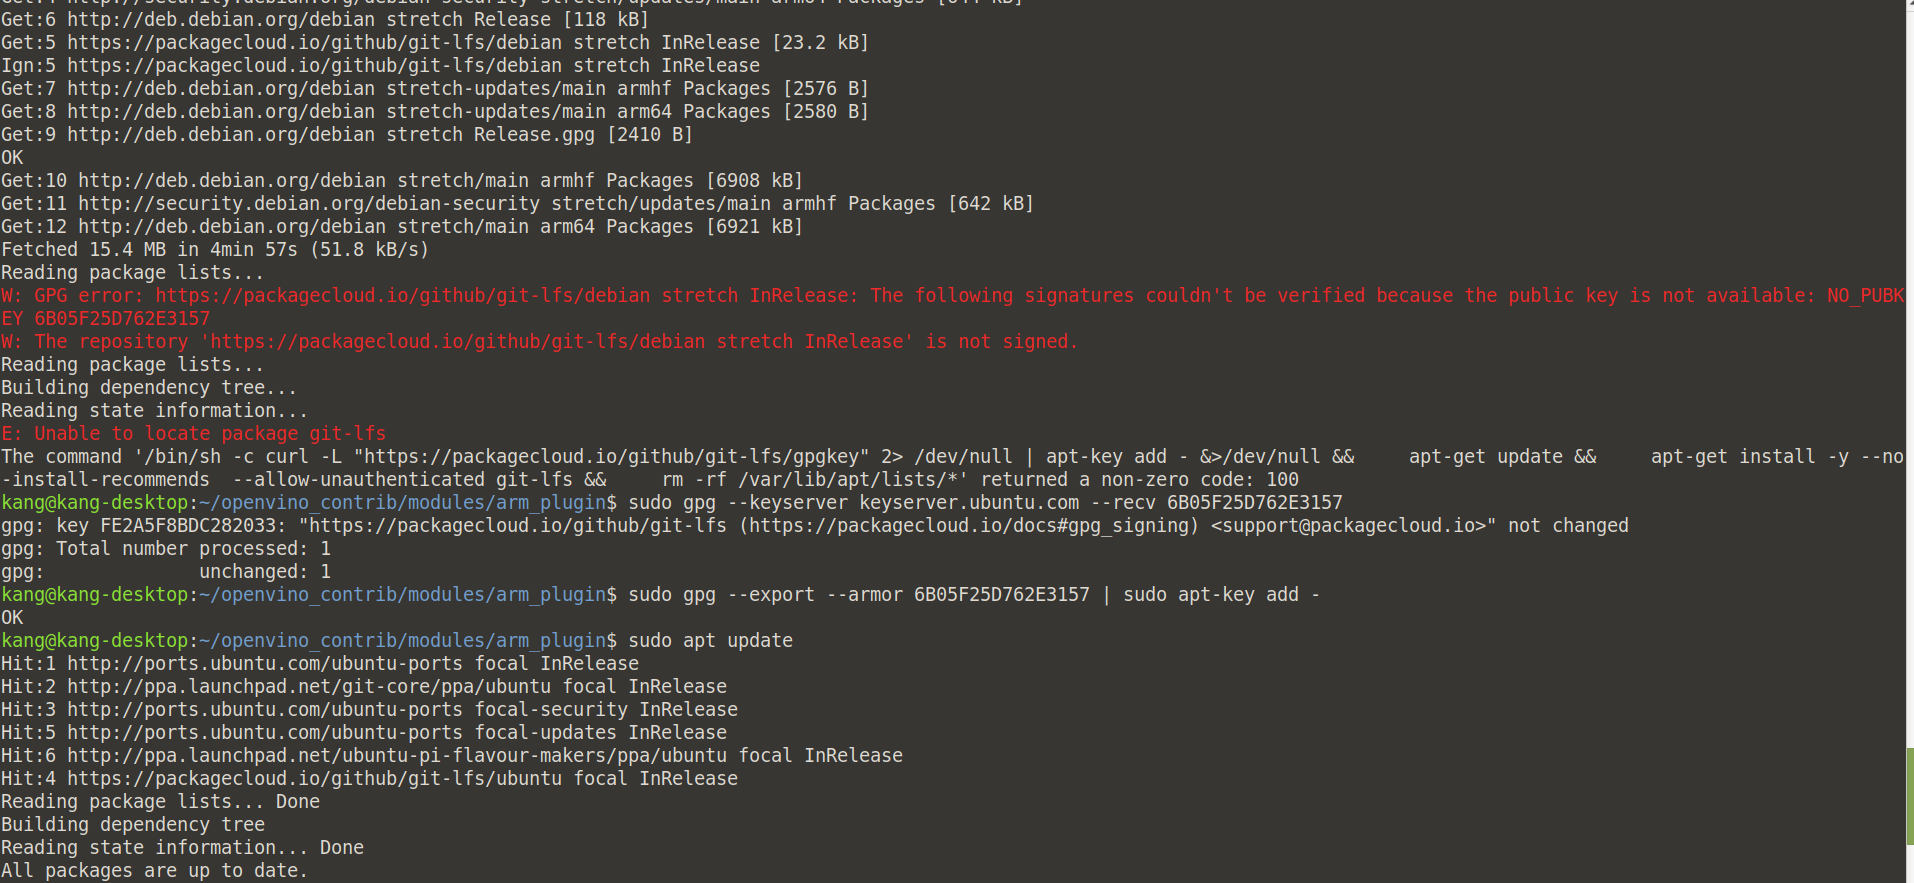 Get:4 http://security.debian.org/debian-security stretch/updates/main arm64 Packages [644 kB]
Get:6 http://deb.debian.org/debian stretch Release [118 kB]
Get:5 https://packagecloud.io/github/git-lfs/debian stretch InRelease [23.2 kB]
Ign:5 https://packagecloud.io/github/git-lfs/debian stretch InRelease
Get:7 http://deb.debian.org/debian stretch-updates/main armhf Packages [2576 B]
Get:8 http://deb.debian.org/debian stretch-updates/main arm64 Packages [2580 B]
Get:9 http://deb.debian.org/debian stretch Release.gpg [2410 B]
OK
Get:10 http://deb.debian.org/debian stretch/main armhf Packages [6908 kB]
Get:11 http://security.debian.org/debian-security stretch/updates/main armhf Packages [642 kB]
Get:12 http://deb.debian.org/debian stretch/main arm64 Packages [6921 kB]
Fetched 15.4 MB in 4min 57s (51.8 kB/s)
Reading package lists...
W: GPG error: https://packagecloud.io/github/git-lfs/debian stretch InRelease: The following signatures couldn't be verified because the public key is not available: NO_PUBK
EY 6B05F25D762E3157
W: The repository 'https://packagecloud.io/github/git-lfs/debian stretch InRelease' is not signed.
Reading package lists...
Building dependency tree...
Reading state information...
E: Unable to locate package git-lfs
The command '/bin/sh -c curl -L "https://packagecloud.io/github/git-lfs/gpgkey" 2> /dev/null | apt-key add - &>/dev/null &&     apt-get update &&     apt-get install -y --no
-install-recommends  --allow-unauthenticated git-lfs &&     rm -rf /var/lib/apt/lists/*' returned a non-zero code: 100
kang@kang-desktop:~/openvino_contrib/modules/arm_plugin$ sudo gpg --keyserver keyserver.ubuntu.com --recv 6B05F25D762E3157
gpg: key FE2A5F8BDC282033: "https://packagecloud.io/github/git-lfs (https://packagecloud.io/docs#gpg_signing) <support@packagecloud.io>" not changed
gpg: Total number processed: 1
gpg:              unchanged: 1
kang@kang-desktop:~/openvino_contrib/modules/arm_plugin$ sudo gpg --export --armor 6B05F25D762E3157 | sudo apt-key add -
OK
kang@kang-desktop:~/openvino_contrib/modules/arm_plugin$ sudo apt update
Hit:1 http://ports.ubuntu.com/ubuntu-ports focal InRelease
Hit:2 http://ppa.launchpad.net/git-core/ppa/ubuntu focal InRelease
Hit:3 http://ports.ubuntu.com/ubuntu-ports focal-security InRelease
Hit:5 http://ports.ubuntu.com/ubuntu-ports focal-updates InRelease
Hit:6 http://ppa.launchpad.net/ubuntu-pi-flavour-makers/ppa/ubuntu focal InRelease
Hit:4 https://packagecloud.io/github/git-lfs/ubuntu focal InRelease
Reading package lists... Done
Building dependency tree
Reading state information... Done
All packages are up to date.